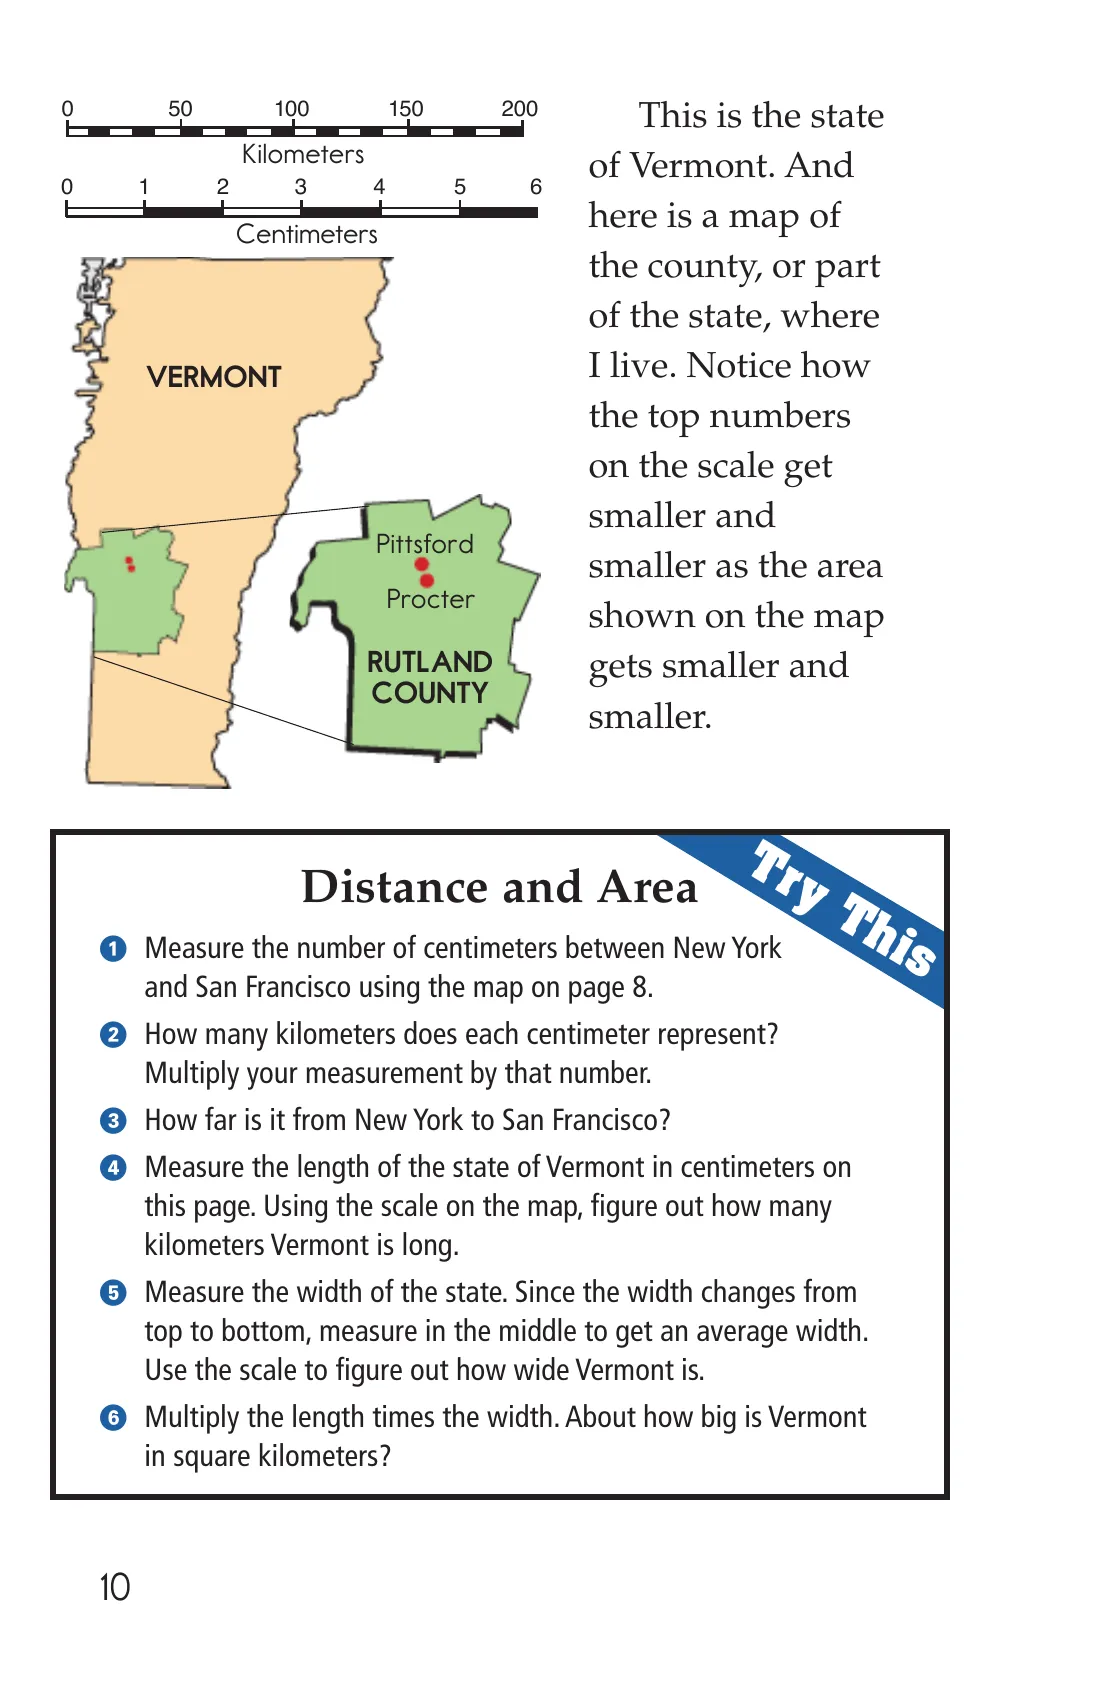 0 50 100 150 200
Kilometers
0 1 2 3 4 5 6
Centimeters
VERMONT
Pittsford
Procter
RUTLAND
COUNTY
This is the state
of Vermont. And
here is a map of
the county, or part
of the state, where
I live. Notice how
the top numbers
on the scale get
smaller and
smaller as the area
shown on the map
gets smaller and
smaller.
Try This
Distance and Area
1 Measure the number of centimeters between New York
and San Francisco using the map on page 8.
2 How many kilometers does each centimeter represent?
Multiply your measurement by that number.
3 How far is it from New York to San Francisco?
4 Measure the length of the state of Vermont in centimeters on
this page. Using the scale on the map, figure out how many
kilometers Vermont is long.
5 Measure the width of the state. Since the width changes from
top to bottom, measure in the middle to get an average width.
Use the scale to figure out how wide Vermont is.
6 Multiply the length times the width. About how big is Vermont
in square kilometers?
10